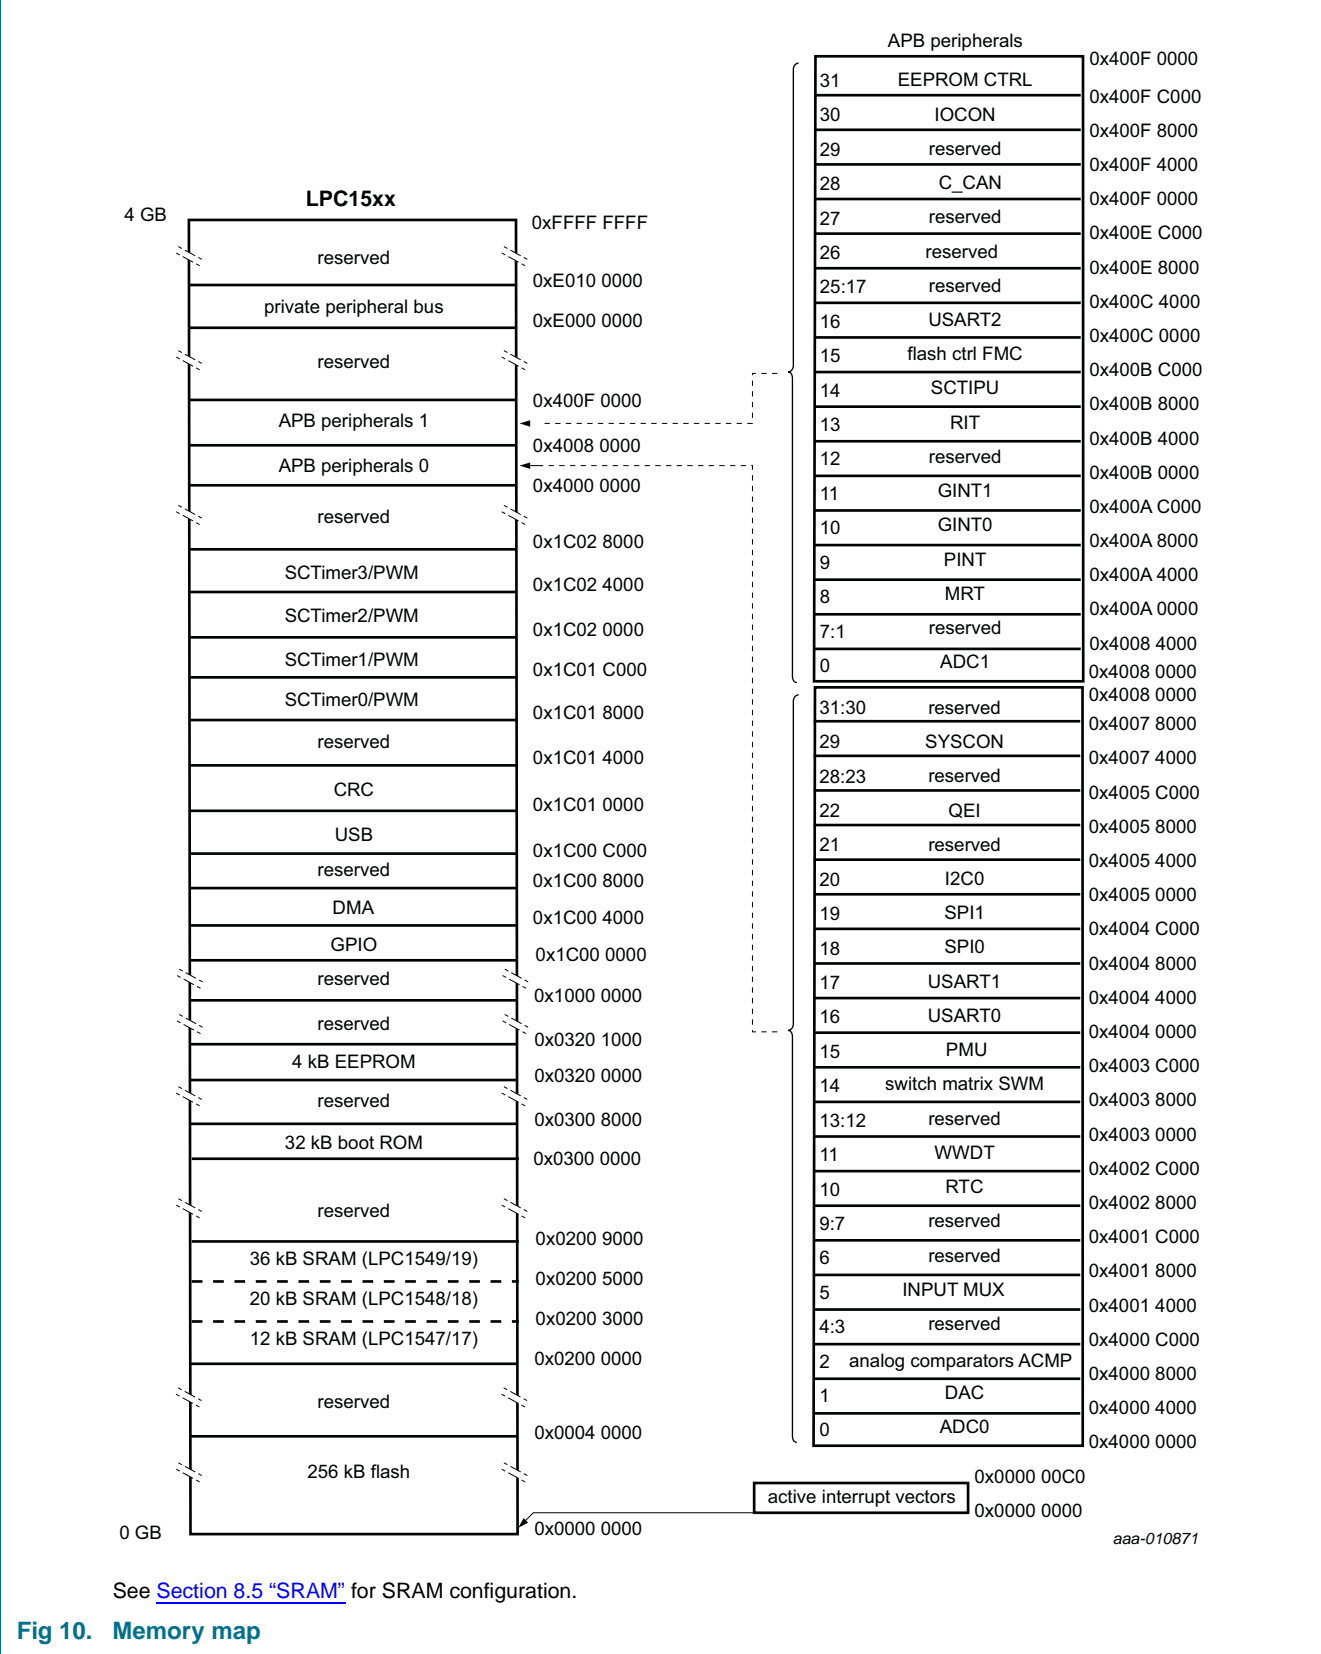 LPC15xx
4 GB
0xFFFF FFFF
reserved
0xE010 0000
private peripheral bus
0xE000 0000
reserved
0x400F 0000
APB peripherals 1
0x4008 0000
APB peripherals 0
0x4000 0000
reserved
0x1C02 8000
SCTimer3/PWM
0x1C02 4000
SCTimer2/PWM
0x1C02 0000
SCTimer1/PWM
0x1C01 C000
SCTimer0/PWM
0x1C01 8000
reserved
0x1C01 4000
CRC
0x1C01 0000
USB
0x1C00 C000
reserved
0x1C00 8000
DMA
0x1C00 4000
GPIO
0x1C00 0000
reserved
0x1000 0000
reserved
0x0320 1000
4 kB EEPROM
0x0320 0000
reserved
0x0300 8000
32 kB boot ROM
0x0300 0000
reserved
0x0200 9000
36 kB SRAM (LPC1549/19)
0x0200 5000
20 kB SRAM (LPC1548/18)
0x0200 3000
12 kB SRAM (LPC1547/17)
0x0200 0000
reserved
0x0004 0000
256 kB flash
0 GB
0x0000 0000
APB peripherals
0x400F 0000
31 EEPROM CTRL
0x400F C000
30 IOCON
0x400F 8000
29 reserved
0x400F 4000
28 C_CAN
0x400F 0000
27 reserved
0x400E C000
26 reserved
0x400E 8000
25:17 reserved
0x400C 4000
16 USART2
0x400C 0000
15 flash ctrl FMC
0x400B C000
14 SCTIPU
0x400B 8000
13 RIT
0x400B 4000
12 reserved
0x400B 0000
11 GINT1
0x400A C000
10 GINT0
0x400A 8000
9 PINT
0x400A 4000
8 MRT
0x400A 0000
7:1 reserved
0x4008 4000
0 ADC1
0x4008 0000
0x4008 0000
31:30 reserved
0x4007 8000
29 SYSCON
0x4007 4000
28:23 reserved
0x4005 C000
22 QEI
0x4005 8000
21 reserved
0x4005 4000
20 I2C0
0x4005 0000
19 SPI1
0x4004 C000
18 SPI0
0x4004 8000
17 USART1
0x4004 4000
16 USART0
0x4004 0000
15 PMU
0x4003 C000
14 switch matrix SWM
0x4003 8000
13:12 reserved
0x4003 0000
11 WWDT
0x4002 C000
10 RTC
0x4002 8000
9:7 reserved
0x4001 C000
6 reserved
0x4001 8000
5 INPUT MUX
0x4001 4000
4:3 reserved
0x4000 C000
2 analog comparators ACMP
0x4000 8000
1 DAC
0x4000 4000
0 ADC0
0x4000 0000
0x0000 00C0
active interrupt vectors
0x0000 0000
aaa-010871
See Section 8.5 “SRAM” for SRAM configuration.
Fig 10. Memory map